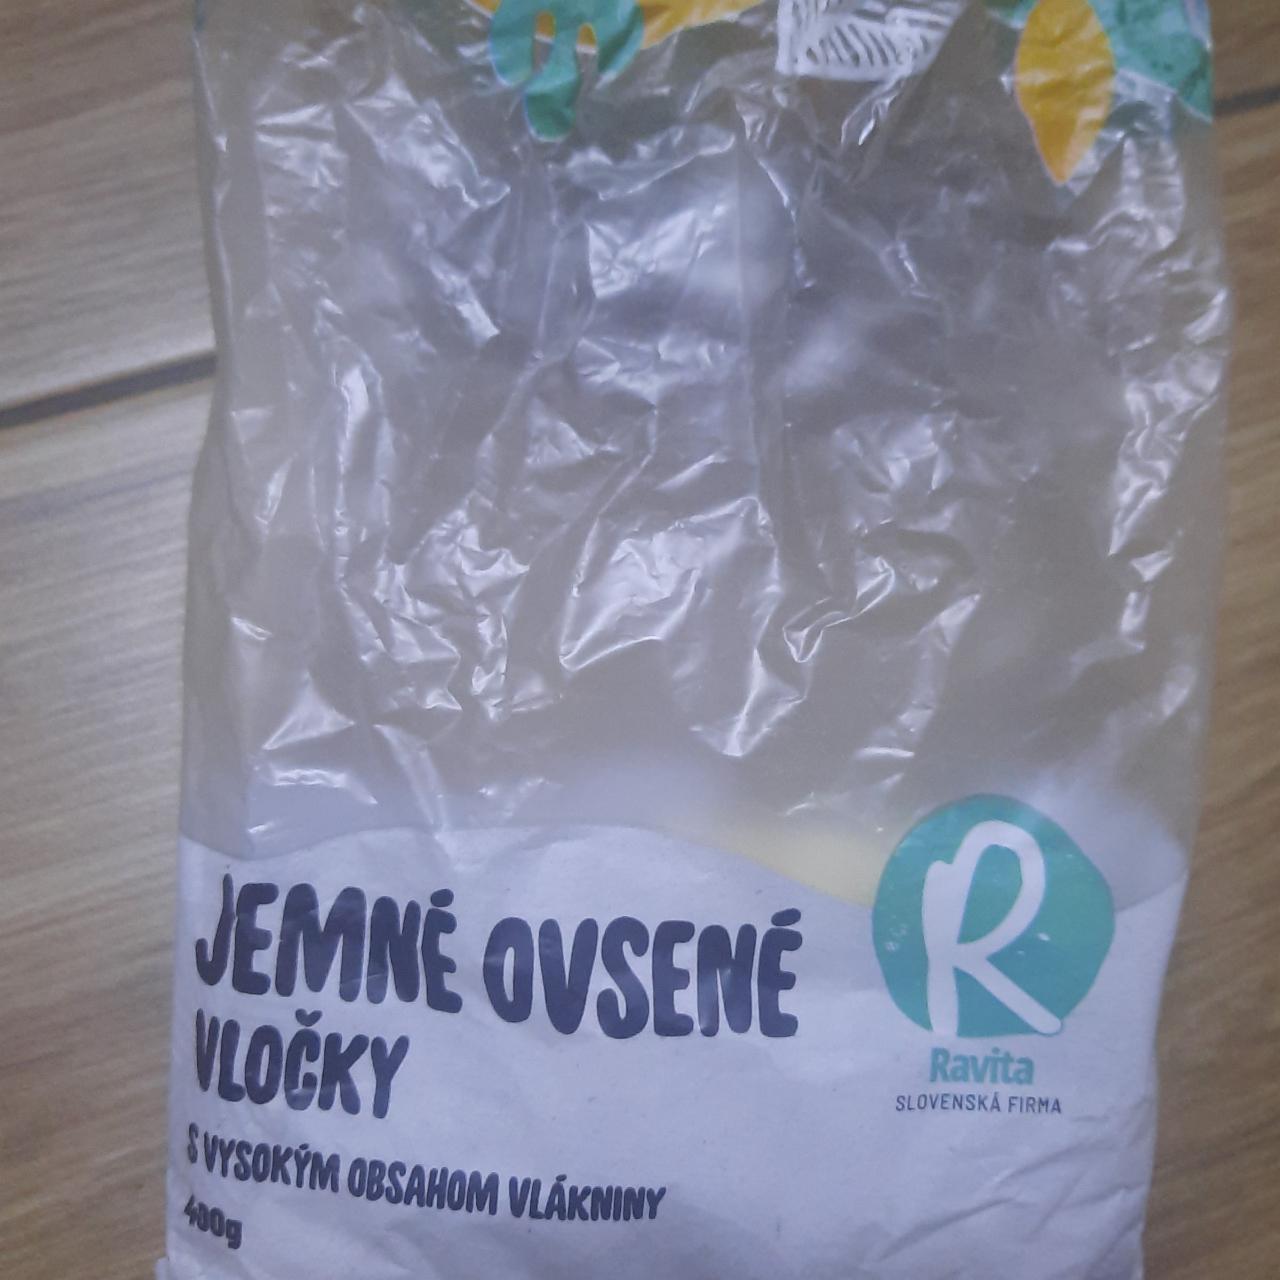 JEMNÉ OVSENÉ
VLOČKY
S VYSOKÝM OBSAHOM VLÁKNINY
400g
R
Ravita
SLOVENSKÁ FIRMA